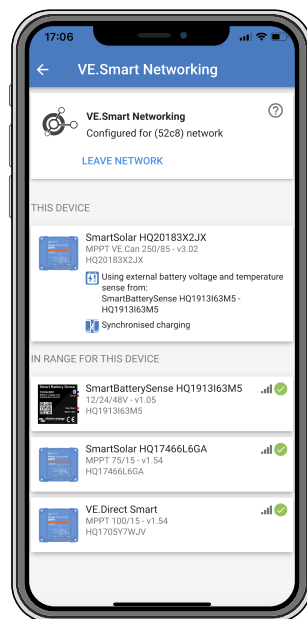 17:06
VE.Smart Networking
VE.Smart Networking
Configured for (52c8) network
LEAVE NETWORK
THIS DEVICE
SmartSolar HQ20183X2JX
MPPT VE.Can 250/85 - v3.02
HQ20183X2JX
Using external battery voltage and temperature
sense from:
SmartBatterySense HQ1913I63M5 -
HQ1913I63M5
Synchronised charging
IN RANGE FOR THIS DEVICE
Smart Battery Sense
SmartBatterySense HQ1913I63M5
12/24/48V - v1.05
HQ1913I63M5
SmartSolar HQ17466L6GA
MPPT 75/15 - v1.54
HQ17466L6GA
VE.Direct Smart
MPPT 100/15 - v1.54
HQ1705Y7WJV